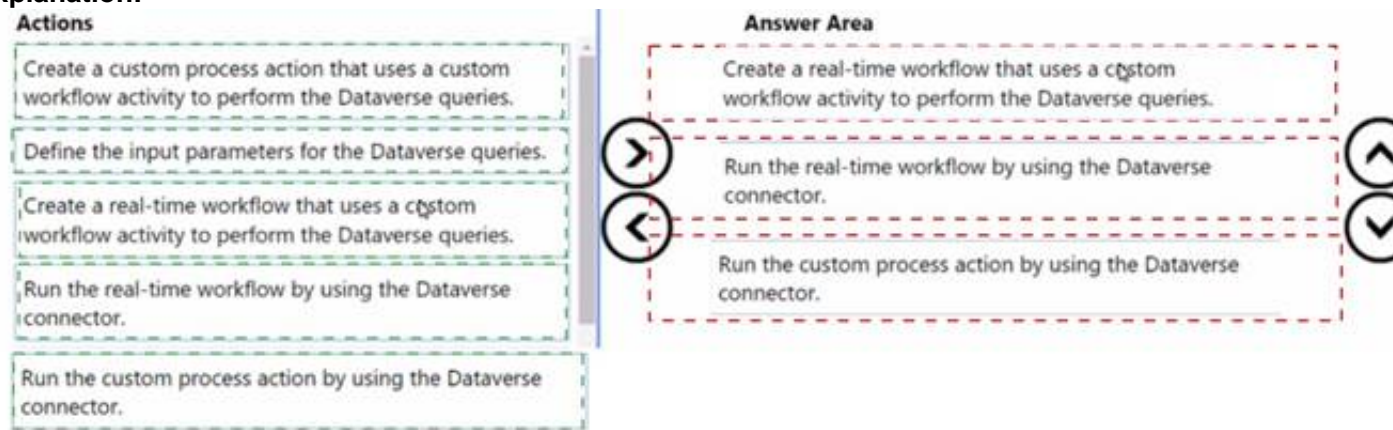 Actions
Create a custom process action that uses a custom
workflow activity to perform the Dataverse queries.
Define the input parameters for the Dataverse queries.
Create a real-time workflow that uses a custom
workflow activity to perform the Dataverse queries.
Run the real-time workflow by using the Dataverse
connector.
Run the custom process action by using the Dataverse
connector.
Answer Area
Create a real-time workflow that uses a custom
workflow activity to perform the Dataverse queries.
Run the real-time workflow by using the Dataverse
connector.
Run the custom process action by using the Dataverse
connector.